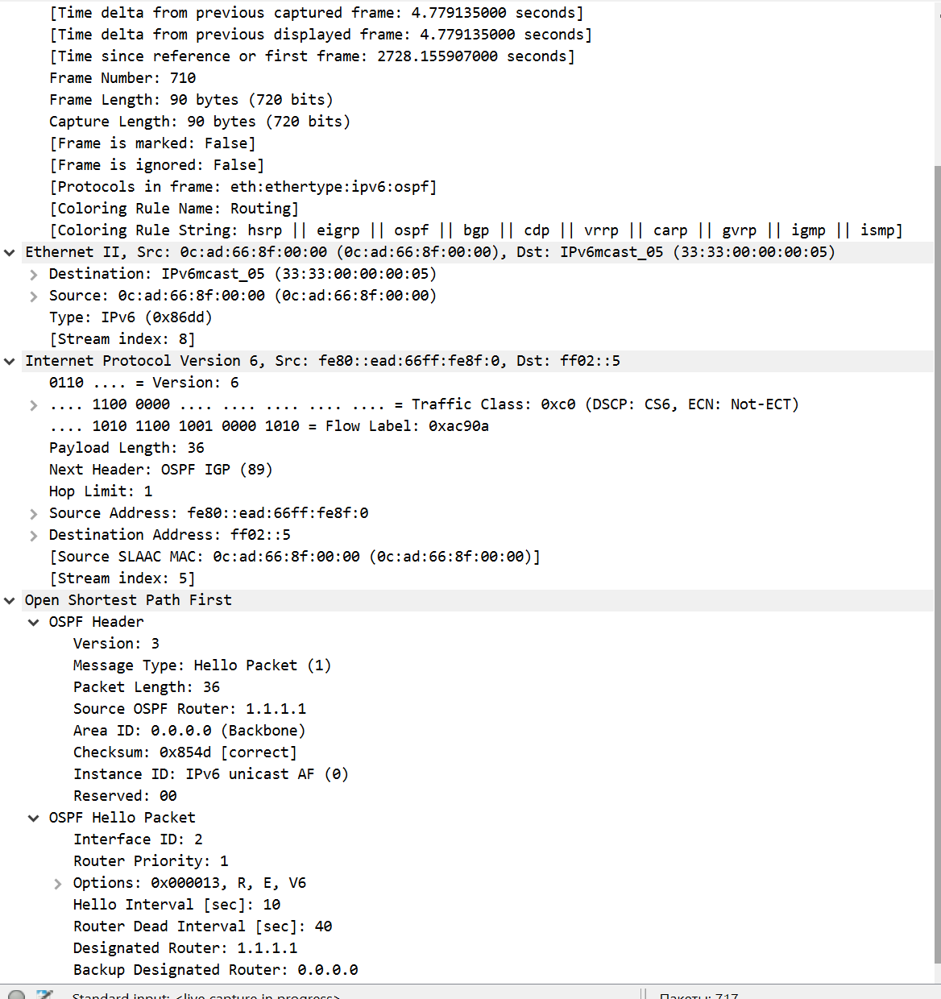 [Time delta from previous captured frame: 4.779135000 seconds]
[Time delta from previous displayed frame: 4.779135000 seconds]
[Time since reference or first frame: 2728.155907000 seconds]
Frame Number: 710
Frame Length: 90 bytes (720 bits)
Capture Length: 90 bytes (720 bits)
[Frame is marked: False]
[Frame is ignored: False]
[Protocols in frame: eth:ethertype:ipv6:ospf]
[Coloring Rule Name: Routing]
[Coloring Rule String: hsrp || eigrp || ospf || bgp || cdp || vrrp || carp || gvrp || igmp || ismp]
Ethernet II, Src: 0c:ad:66:8f:00:00 (0c:ad:66:8f:00:00), Dst: IPv6mcast_05 (33:33:00:00:00:05)
Destination: IPv6mcast_05 (33:33:00:00:00:05)
Source: 0c:ad:66:8f:00:00 (0c:ad:66:8f:00:00)
Type: IPv6 (0x86dd)
[Stream index: 8]
Internet Protocol Version 6, Src: fe80::ead:66ff:fe8f:0, Dst: ff02::5
0110 .... = Version: 6
.... 1100 0000 .... .... .... .... .... = Traffic Class: 0xc0 (DSCP: CS6, ECN: Not-ECT)
.... 1010 1100 1001 0000 1010 = Flow Label: 0xac90a
Payload Length: 36
Next Header: OSPF IGP (89)
Hop Limit: 1
Source Address: fe80::ead:66ff:fe8f:0
Destination Address: ff02::5
[Source SLAAC MAC: 0c:ad:66:8f:00:00 (0c:ad:66:8f:00:00)]
[Stream index: 5]
Open Shortest Path First
OSPF Header
Version: 3
Message Type: Hello Packet (1)
Packet Length: 36
Source OSPF Router: 1.1.1.1
Area ID: 0.0.0.0 (Backbone)
Checksum: 0x854d [correct]
Instance ID: IPv6 unicast AF (0)
Reserved: 00
OSPF Hello Packet
Interface ID: 2
Router Priority: 1
Options: 0x000013, R, E, V6
Hello Interval [sec]: 10
Router Dead Interval [sec]: 40
Designated Router: 1.1.1.1
Backup Designated Router: 0.0.0.0
Standard input: <live capture in progress> Пакеты: 717